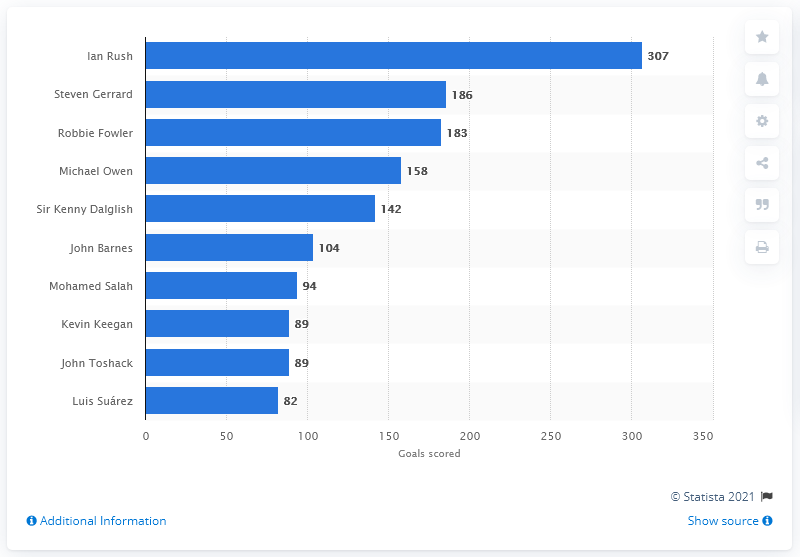 Ian Rush 307
Steven Gerrard 186
Robbie Fowler 183
Michael Owen 158
Sir Kenny Dalglish 142
John Barnes 104
Mohamed Salah 94
Kevin Keegan 89
John Toshack 89
Luis Suárez 82
0 50 100 150 200 250 300 350
Goals scored
© Statista 2021
Additional Information Show source